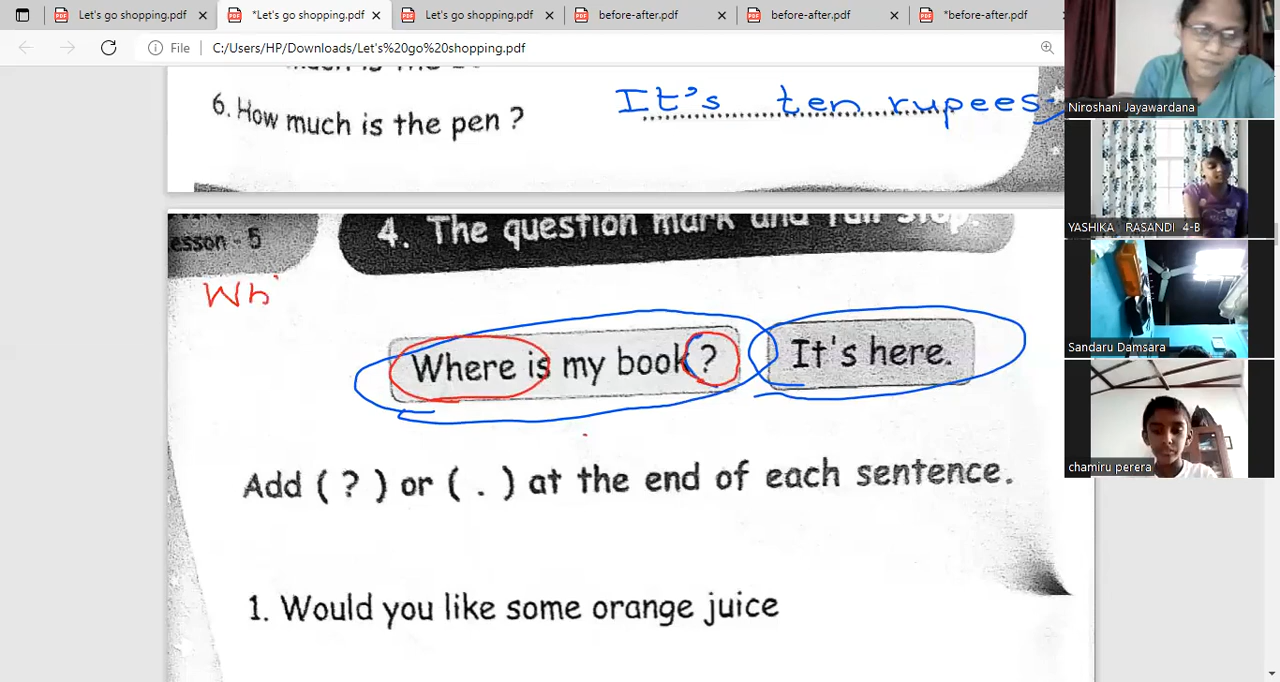 Let's go shopping.pdf
*Let's go shopping.pdf
Let's go shopping.pdf
before-after.pdf
before-after.pdf
*before-after.pdf
File
C:/Users/HP/Downloads/Let's%20go%20shopping.pdf
6. How much is the pen ?
It's ten rupees.
esson - 5
4. The question mark and full stop.
Wh
Where is my book ?
It's here.
Add ( ? ) or ( . ) at the end of each sentence.
1. Would you like some orange juice
Niroshani Jayawardana
YASHIKA RASANDI 4-B
Sandaru Damsara
chamiru perera